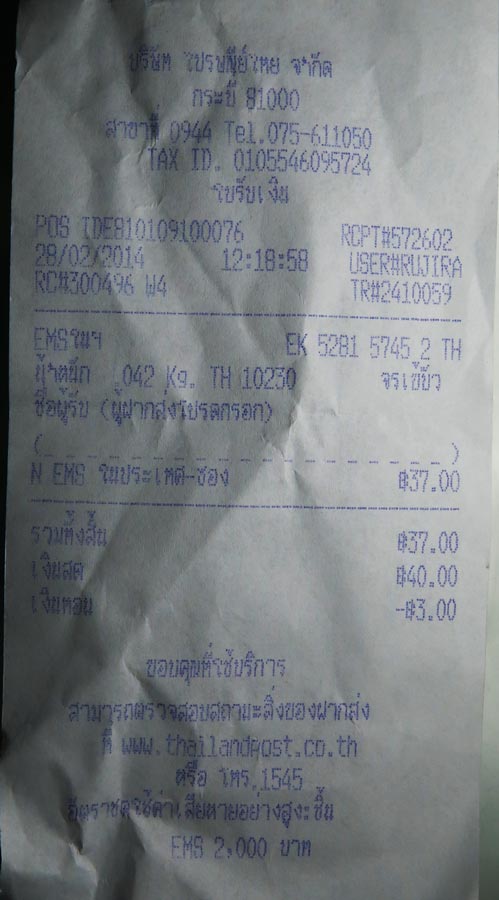 บริษัท ไปรษณีย์ไทย จำกัด
กระบี่ 81000
สาขาที่ 0944 Tel.075-611050
TAX ID. 0105546095724
ใบรับเงิน
POS IDE810109100076 RCPT#572602
28/02/2014 12:18:58 USER#RUJIRA
RC#300496 W4 TR#2410059
EMSในฯ EK 5281 5745 2 TH
น้ำหนัก .042 Kg. TH 10230 จรเข้บัว
ชื่อผู้รับ (ผู้ฝากส่งโปรดกรอก)
(_ _ _ _ _ _ _ _ _ _ _ _ _ _ _ _ _ _ _)
N EMS ในประเทศ-ซอง ฿37.00
รวมทั้งสิ้น ฿37.00
เงินสด ฿40.00
เงินทอน -฿3.00
ขอบคุณที่ใช้บริการ
สามารถตรวจสอบสถานะสิ่งของฝากส่ง
ที่ www.thailandpost.co.th
หรือ โทร.1545
อัตราชดใช้ค่าเสียหายอย่างสูง:ชิ้น
EMS 2,000 บาท